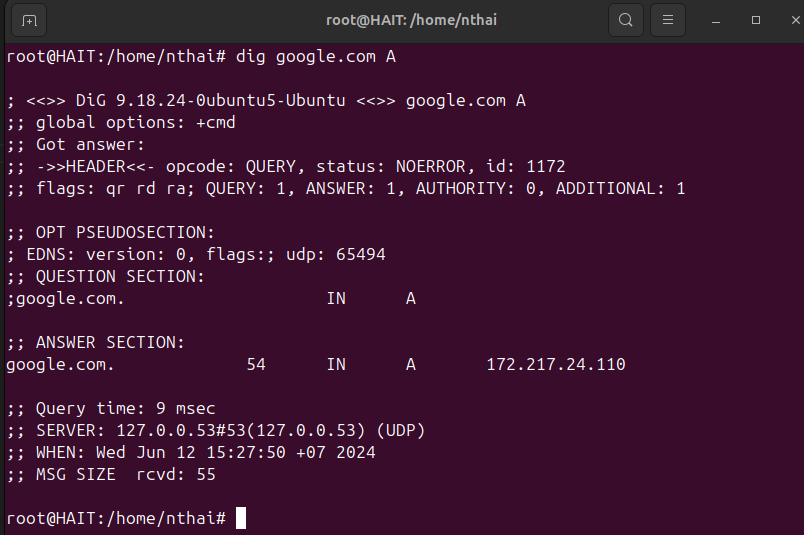 root@HAIT: /home/nthai
root@HAIT:/home/nthai# dig google.com A
; <<>> DiG 9.18.24-0ubuntu5-Ubuntu <<>> google.com A
;; global options: +cmd
;; Got answer:
;; ->>HEADER<<- opcode: QUERY, status: NOERROR, id: 1172
;; flags: qr rd ra; QUERY: 1, ANSWER: 1, AUTHORITY: 0, ADDITIONAL: 1
;; OPT PSEUDOSECTION:
; EDNS: version: 0, flags:; udp: 65494
;; QUESTION SECTION:
;google.com. IN A
;; ANSWER SECTION:
google.com. 54 IN A 172.217.24.110
;; Query time: 9 msec
;; SERVER: 127.0.0.53#53(127.0.0.53) (UDP)
;; WHEN: Wed Jun 12 15:27:50 +07 2024
;; MSG SIZE  rcvd: 55
root@HAIT:/home/nthai#